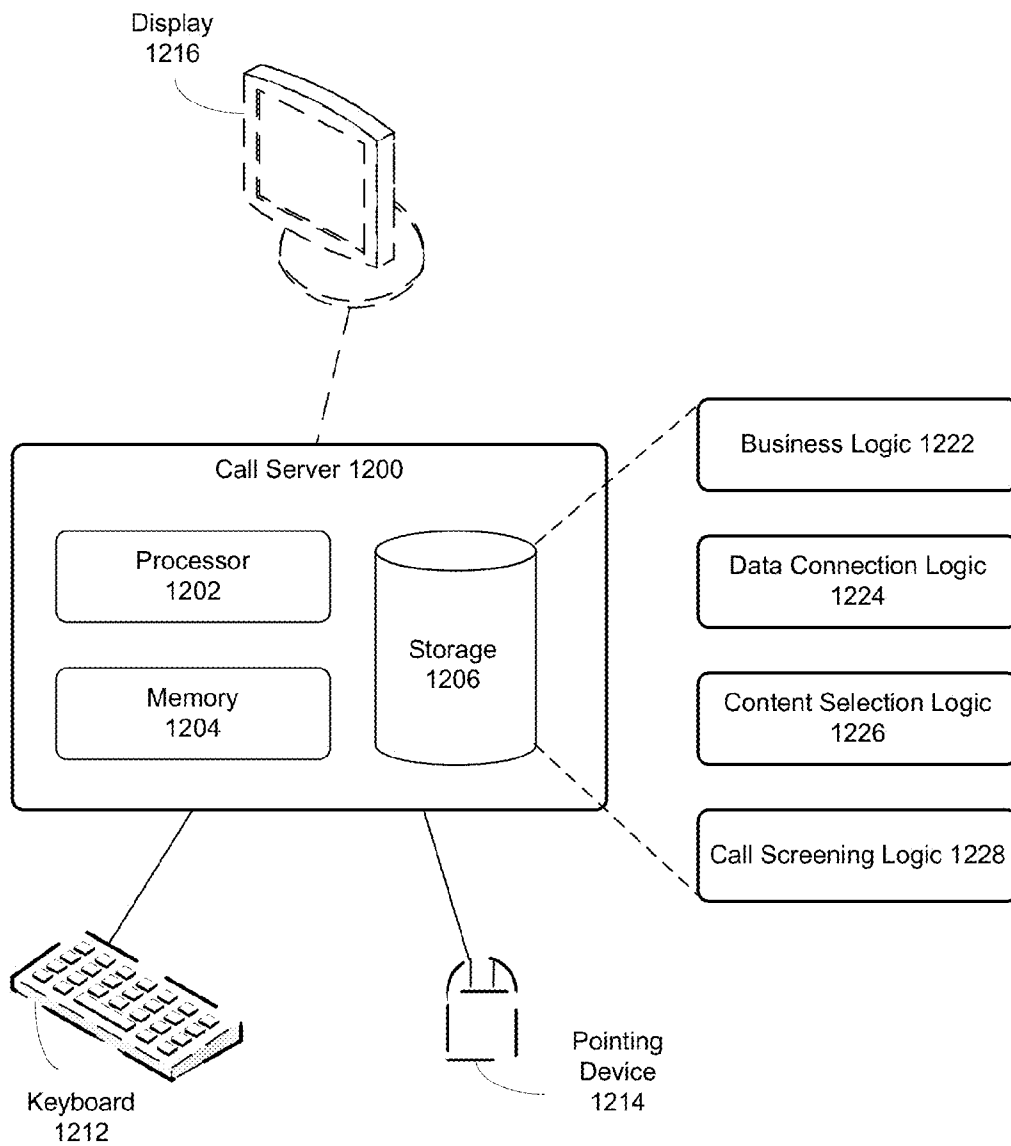 Display
1216
Call Server 1200
Processor
1202
Memory
1204
Storage
1206
Business Logic 1222
Data Connection Logic
1224
Content Selection Logic
1226
Call Screening Logic 1228
Keyboard
1212
Pointing
Device
1214